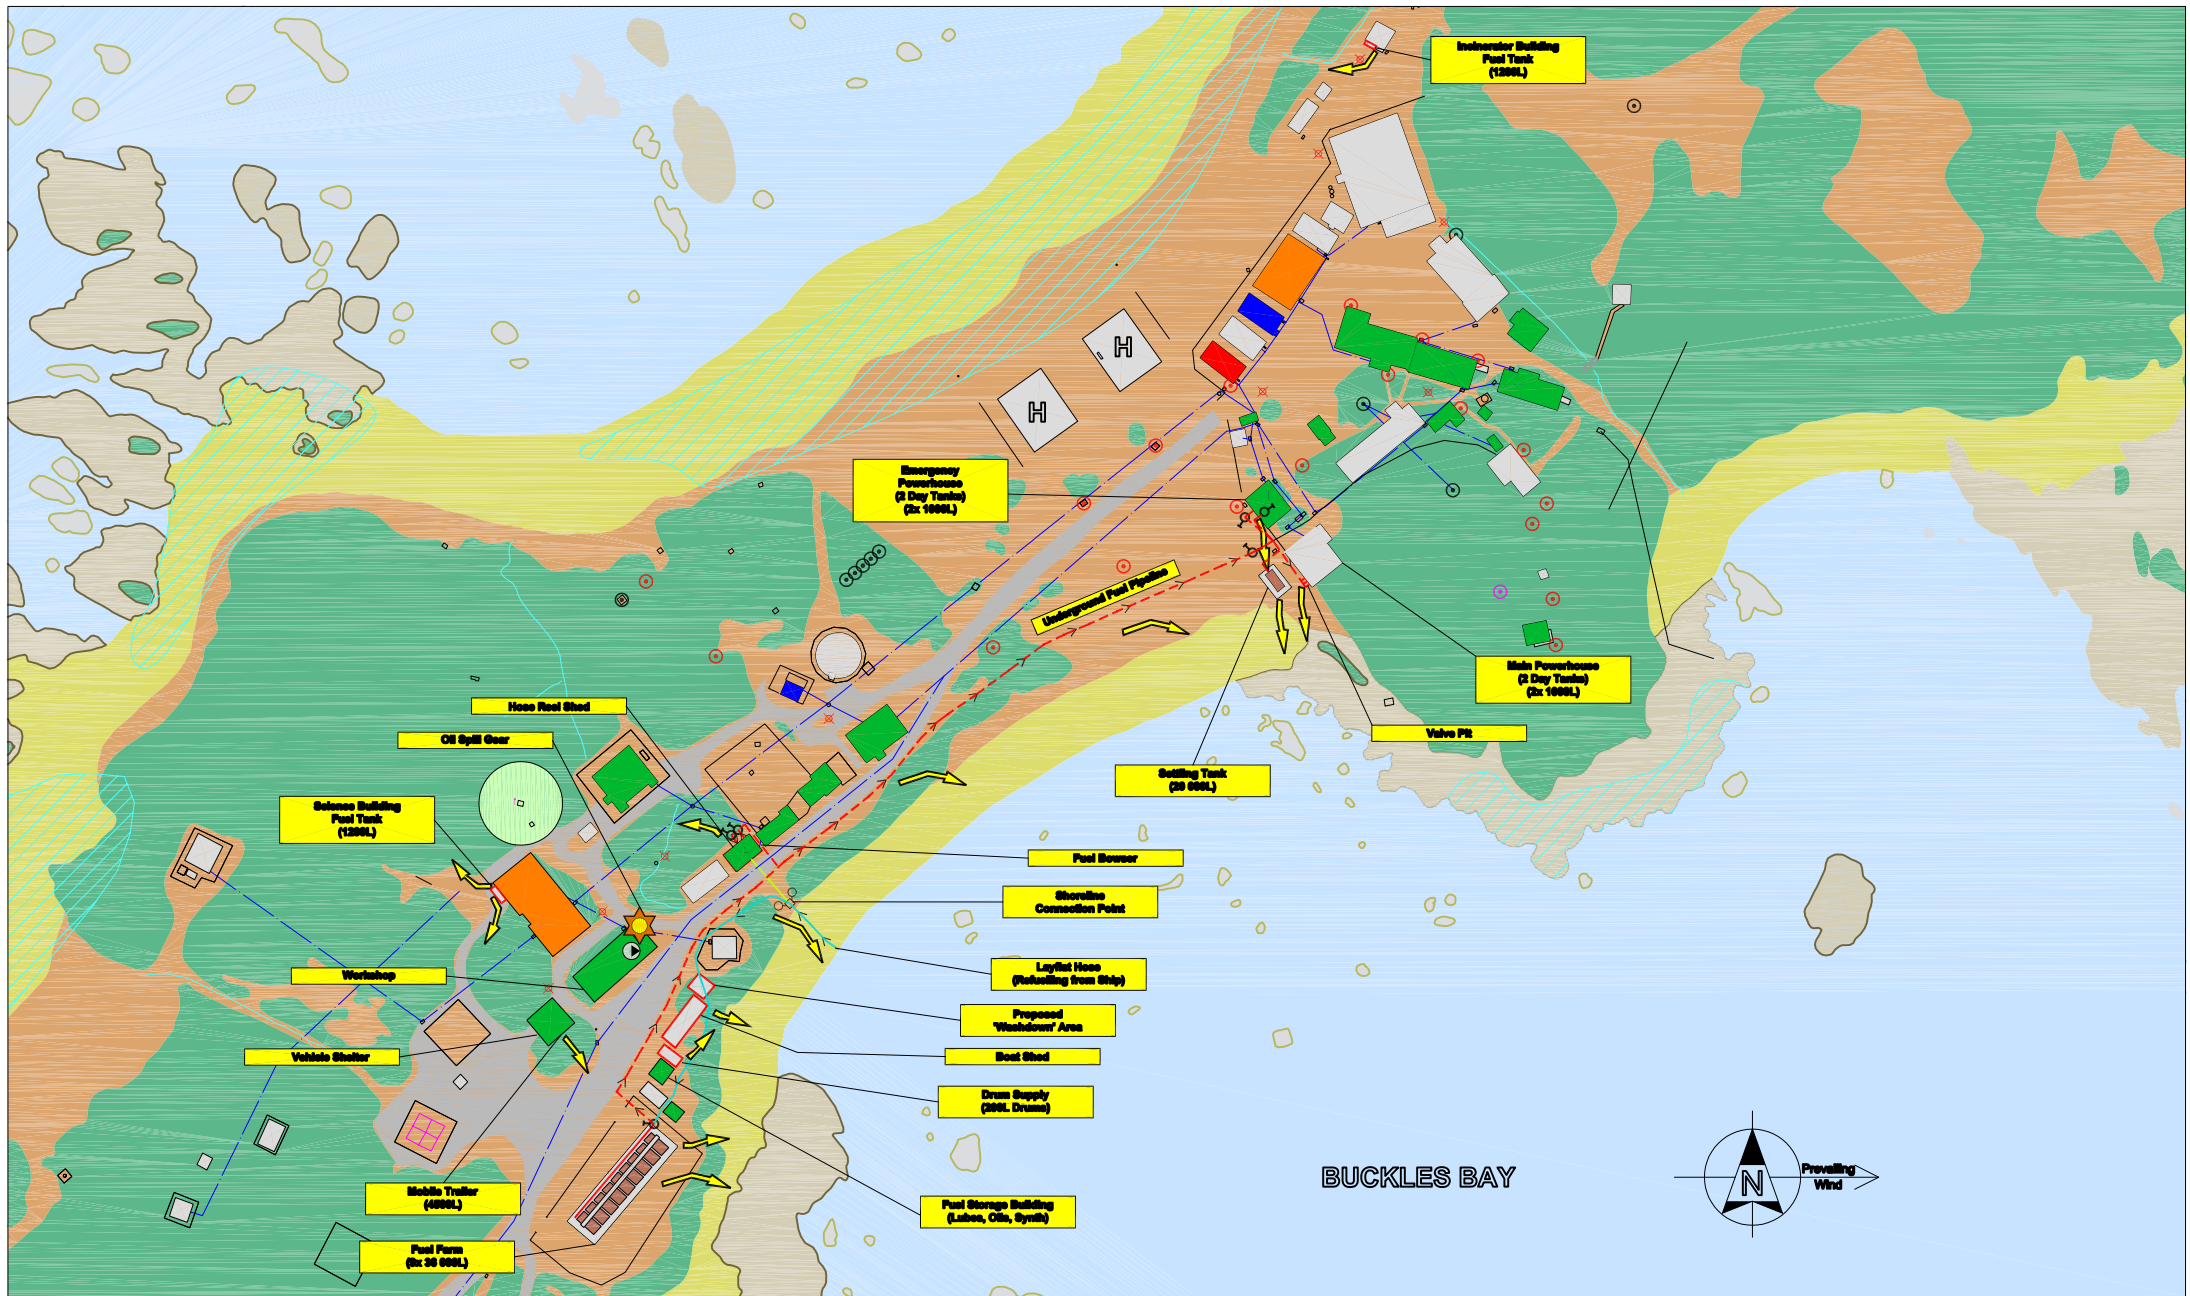 Incinerator Building
Fuel Tank
(1200L)
H
H
Emergency
Powerhouse
(2 Day Tanks)
(2x 1000L)
Underground Fuel Pipeline
Main Powerhouse
(2 Day Tanks)
(2x 1000L)
Hose Reel Shed
Valve Pit
Oil Spill Gear
Settling Tank
(20 000L)
Science Building
Fuel Tank
(1200L)
Fuel Bowser
Shoreline
Connection Point
Workshop
Layflat Hose
(Refuelling from Ship)
Proposed
'Washdown' Area
Vehicle Shelter
Boat Shed
Drum Supply
(200L Drums)
Mobile Trailer
(4500L)
Fuel Storage Building
(Lubes, Oils, Synth)
BUCKLES BAY
N
Prevailing
Wind
Fuel Farm
30 000L)